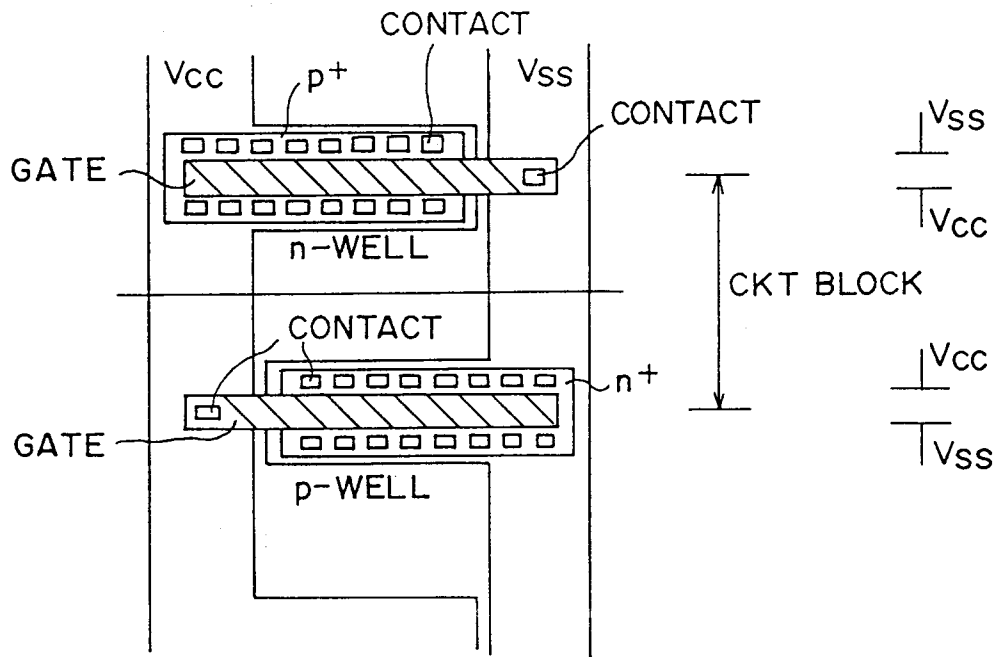 CONTACT
VCC
p+
VSS
CONTACT
VSS
GATE
VCC
n-WELL
CKT BLOCK
CONTACT
VCC
n+
GATE
VSS
p-WELL